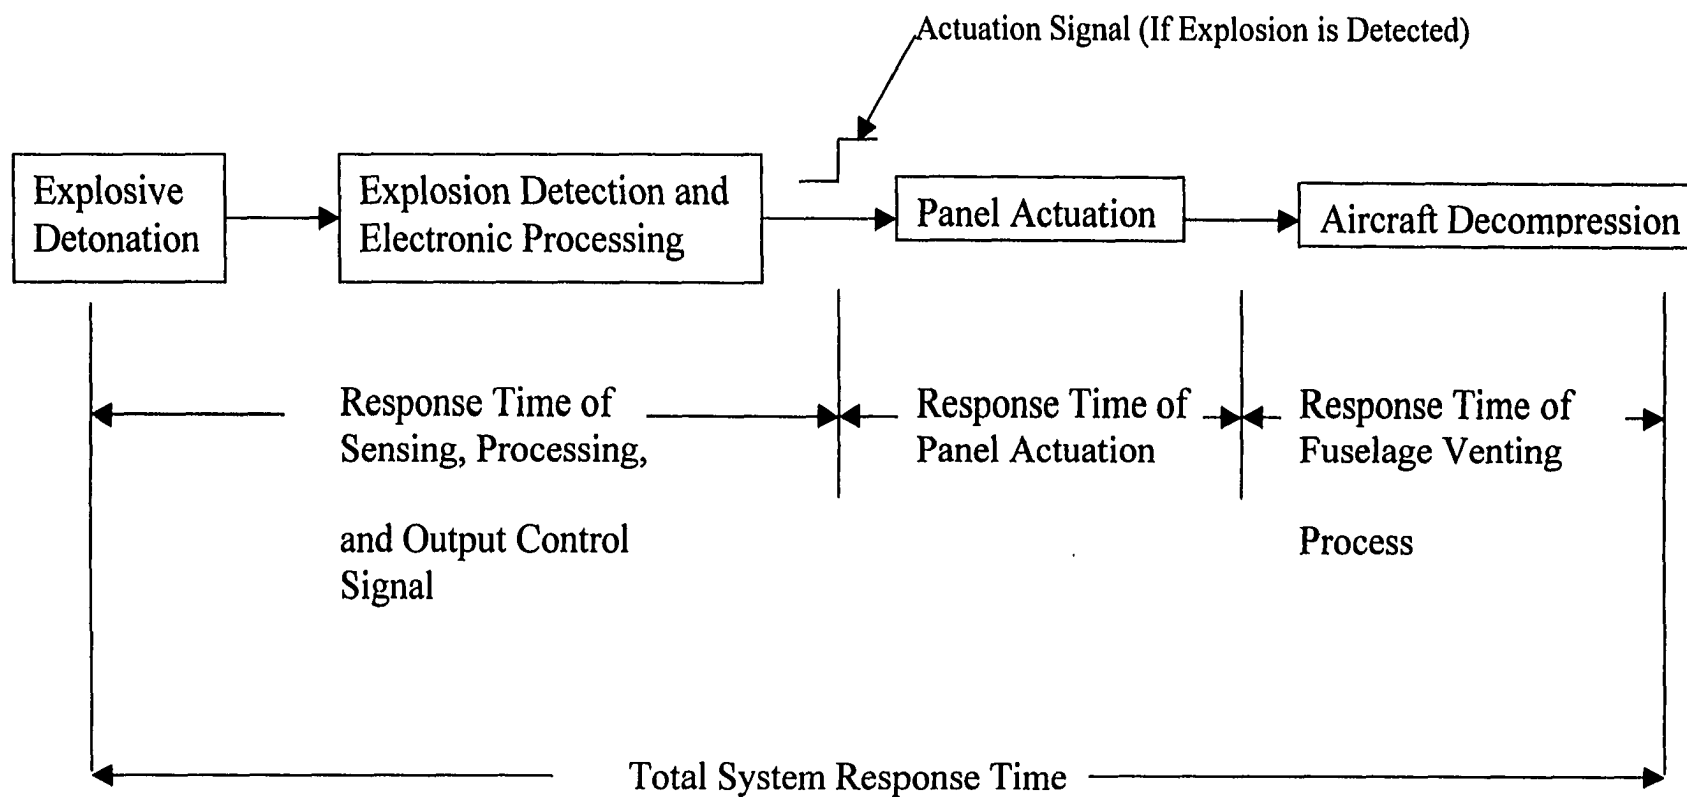 Actuation Signal (If Explosion is Detected)
Explosive
Detonation
Explosion Detection and
Electronic Processing
Panel Actuation
Aircraft Decompression
Response Time of
Sensing, Processing,
and Output Control
Signal
Response Time of
Panel Actuation
Response Time of
Fuselage Venting
Process
Total System Response Time